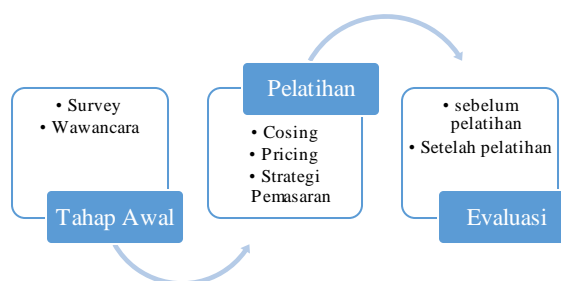 • Survey
• Wawancara
Tahap Awal
Pelatihan
• Cosing
• Pricing
• Strategi
Pemasaran
• sebelum
pelatihan
• Setelah pelatihan
Evaluasi